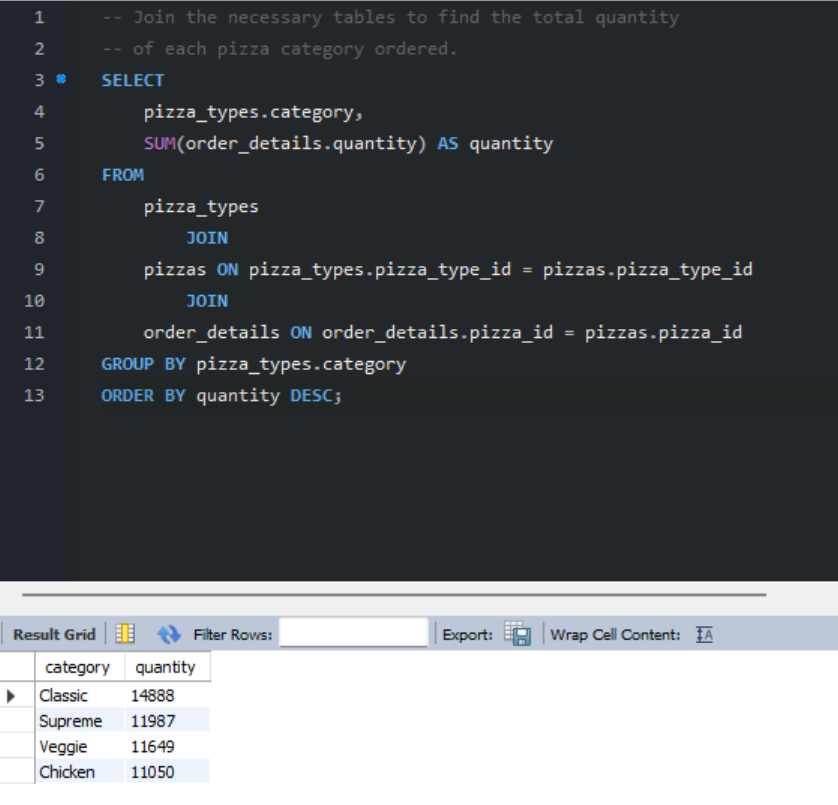 1 -- Join the necessary tables to find the total quantity
2 -- of each pizza category ordered.
3 SELECT
4 pizza_types.category,
5 SUM(order_details.quantity) AS quantity
6 FROM
7 pizza_types
8 JOIN
9 pizzas ON pizza_types.pizza_type_id = pizzas.pizza_type_id
10 JOIN
11 order_details ON order_details.pizza_id = pizzas.pizza_id
12 GROUP BY pizza_types.category
13 ORDER BY quantity DESC;
Result Grid Filter Rows: Export: Wrap Cell Content: IA
category quantity
Classic 14888
Supreme 11987
Veggie 11649
Chicken 11050